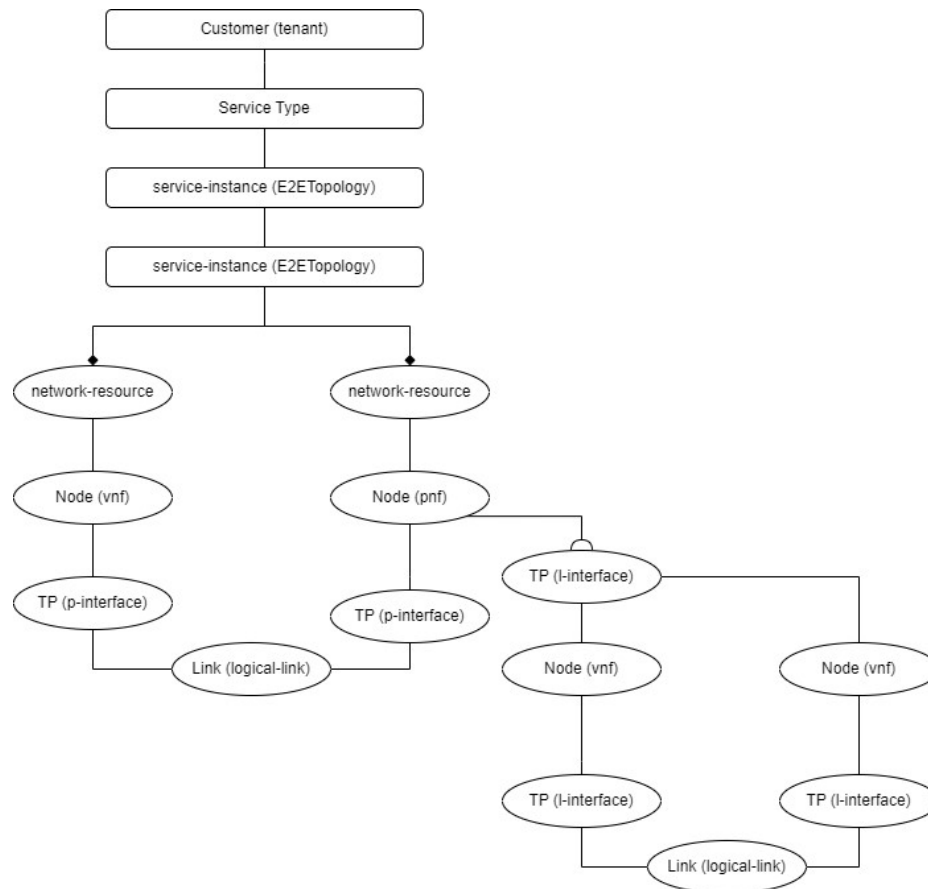 Customer (tenant)
Service Type
service-instance (E2ETopology)
service-instance (E2ETopology)
network-resource
network-resource
Node (vnf)
Node (pnf)
TP (l-interface)
TP (p-interface)
TP (p-interface)
Link (logical-link)
Node (vnf)
Node (vnf)
TP (l-interface)
TP (l-interface)
Link (logical-link)